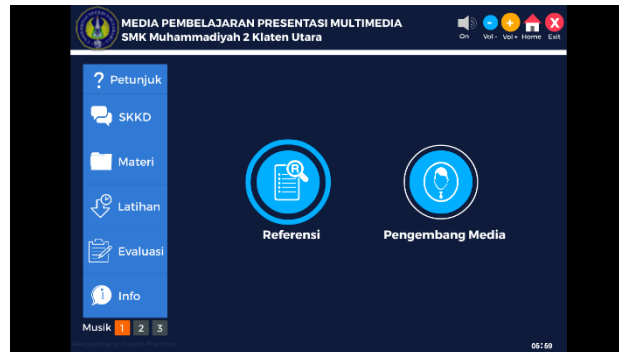 MEDIA PEMBELAJARAN PRESENTASI MULTIMEDIA
SMK Muhammadiyah 2 Klaten Utara
On Vol - Vol + Home Exit
? Petunjuk
SKKD
Materi
Latihan
Evaluasi
Info
R
Referensi
Pengembang Media
Musik 1 2 3
05:59